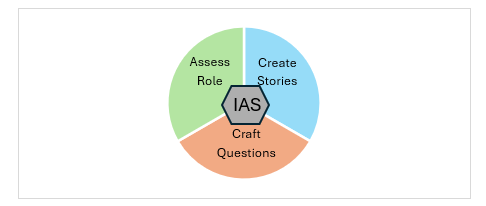 Assess
Role
Create
Stories
IAS
Craft
Questions